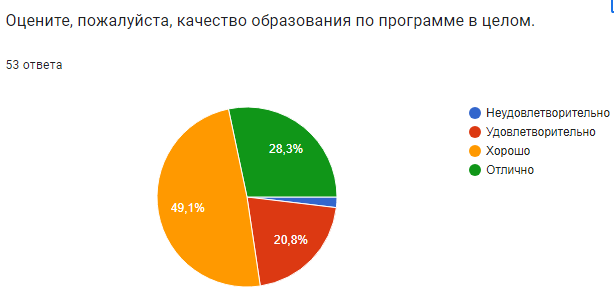 Оцените, пожалуйста, качество образования по программе в целом.
53 ответа
Неудовлетворительно
Удовлетворительно
Хорошо
Отлично
28,3%
49,1%
20,8%